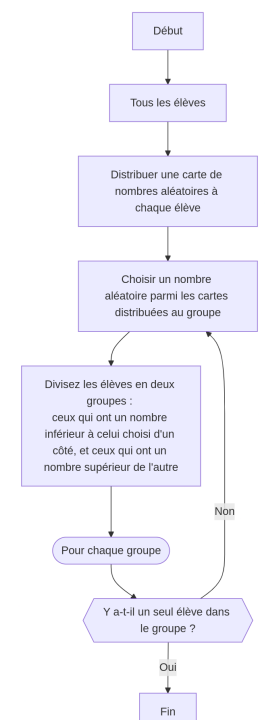 Début
Tous les élèves
Distribuer une carte de
nombres aléatoires à
chaque élève
Choisir un nombre
aléatoire parmi les cartes
distribuées au groupe
Divisez les élèves en deux
groupes :
ceux qui ont un nombre
inférieur à celui choisi d'un
côté, et ceux qui ont un
nombre supérieur de l'autre
Non
Pour chaque groupe
Y a-t-il un seul élève dans
le groupe ?
Oui
Fin